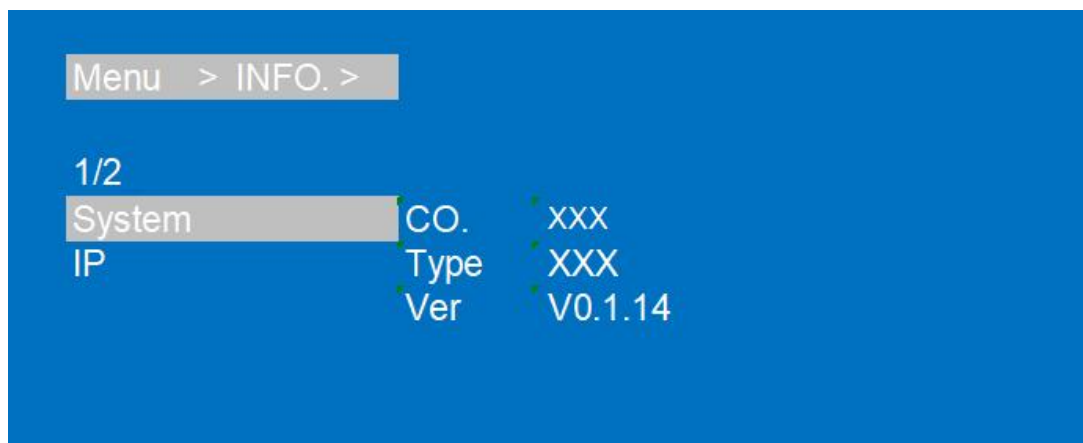 Menu > INFO. >
1/2
System CO. XXX
IP Type XXX
Ver V0.1.14